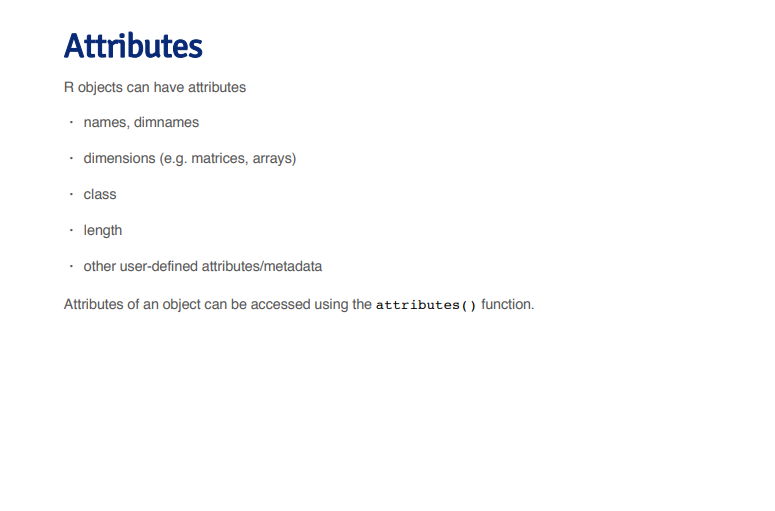 Attributes
R objects can have attributes
· names, dimnames
· dimensions (e.g. matrices, arrays)
· class
· length
· other user-defined attributes/metadata
Attributes of an object can be accessed using the attributes() function.